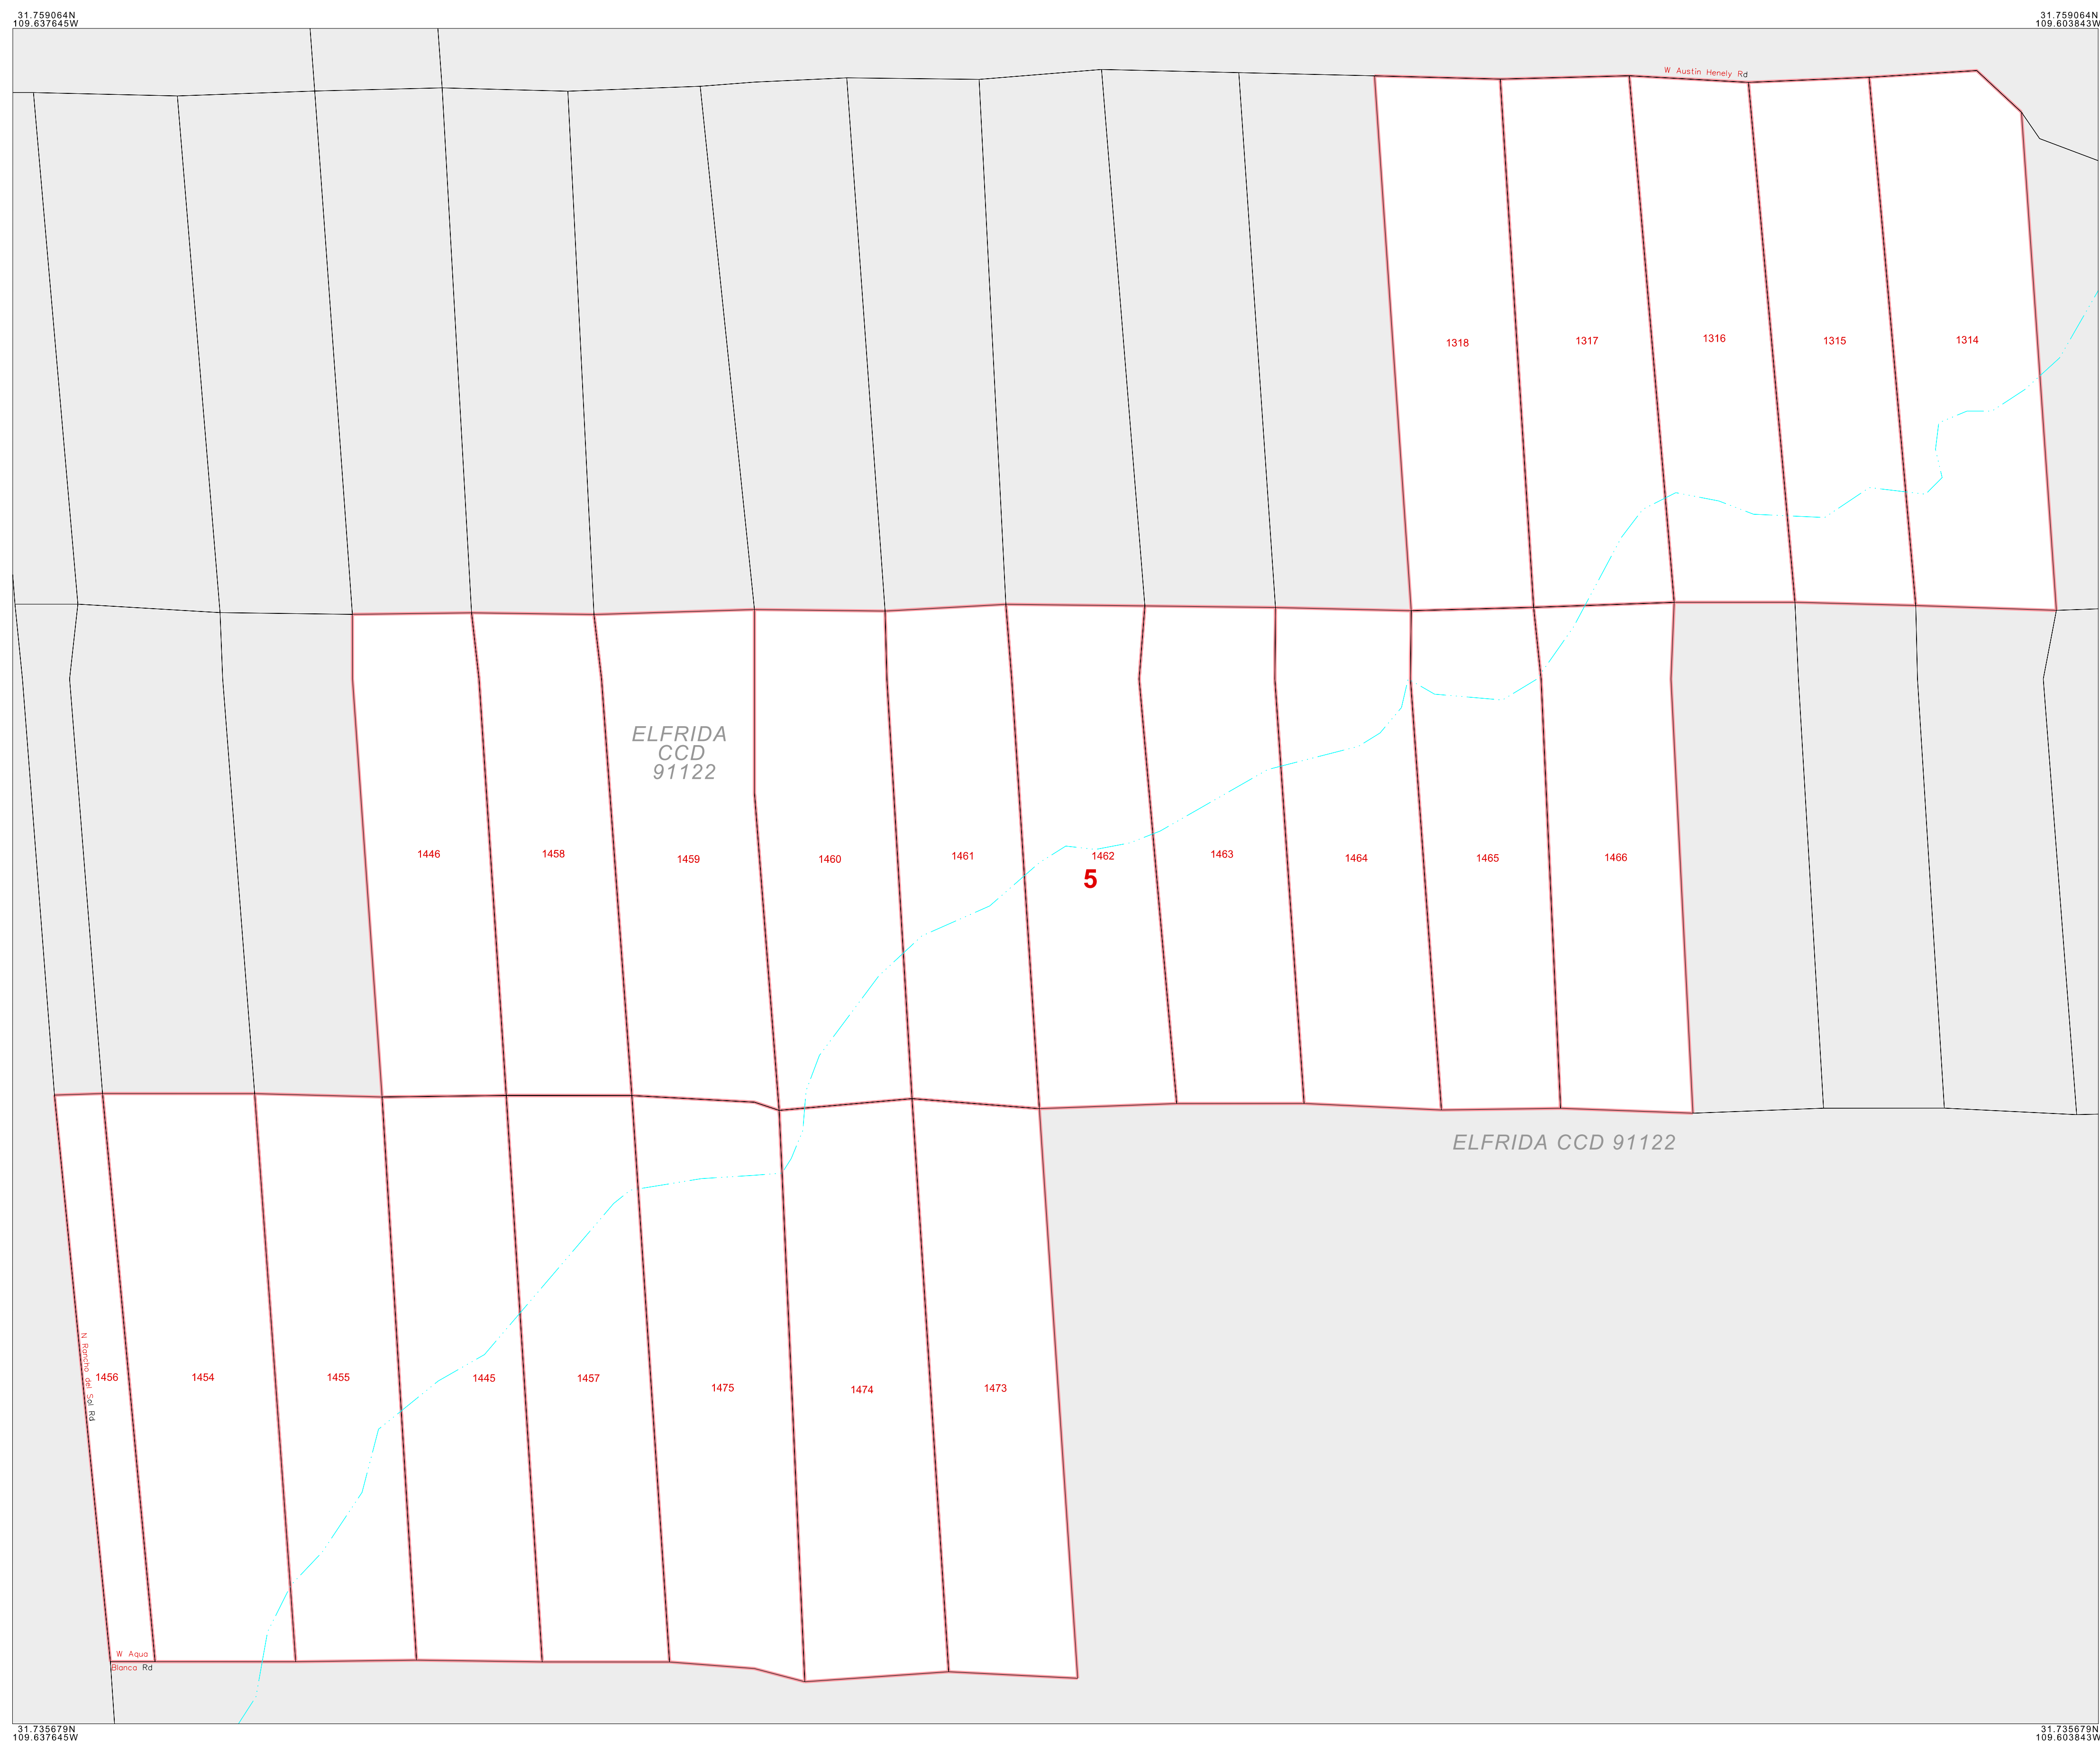 31.759064N
109.637645W
31.759064N
109.603843W
W Austin Henely Rd
1318
1317
1316
1315
1314
ELFRIDA
CCD
91122
1446
1458
1459
1460
1461
1462
1463
1464
1465
1466
5
ELFRIDA CCD 91122
N Rancho del Sol Rd
1456
1454
1455
1445
1457
1475
1474
1473
W Aqua
Blanca Rd
31.735679N
109.637645W
31.735679N
109.603843W